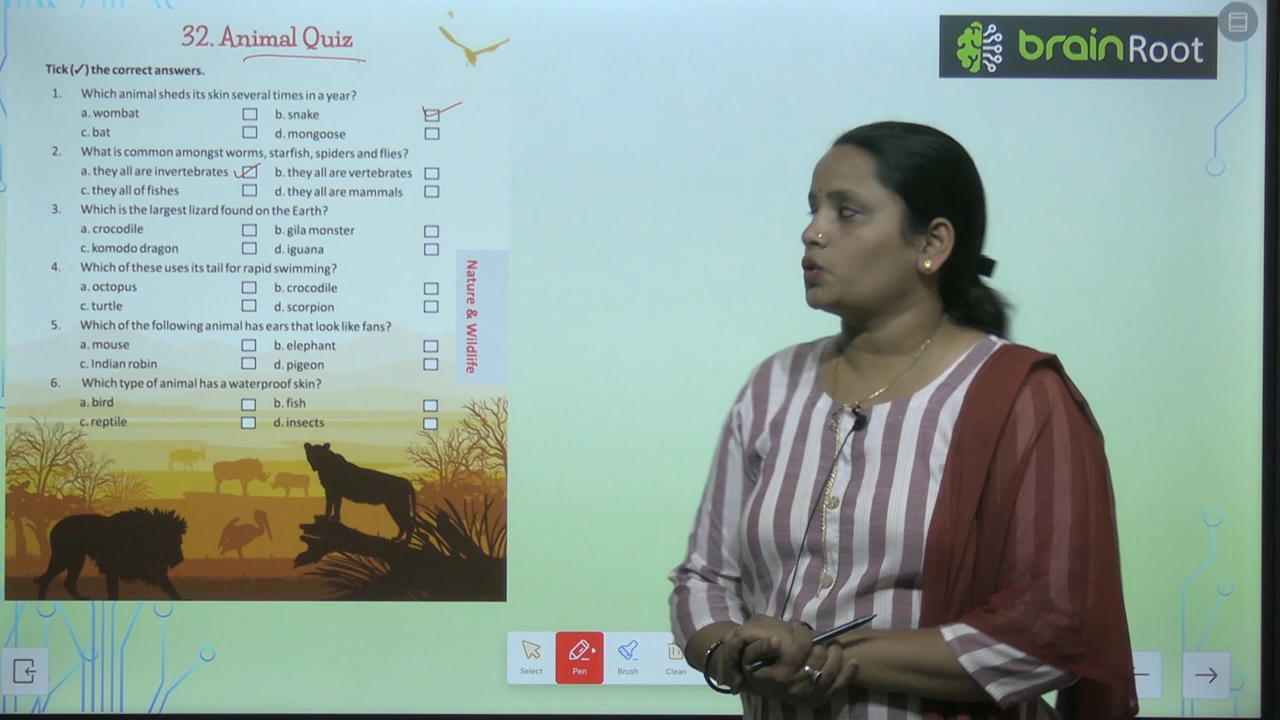 32. Animal Quiz
brainRoot
Tick (✓) the correct answers.
1. Which animal sheds its skin several times in a year?
a. wombat b. snake
c. bat d. mongoose
2. What is common amongst worms, starfish, spiders and flies?
a. they all are invertebrates b. they all are vertebrates
c. they all of fishes d. they all are mammals
3. Which is the largest lizard found on the Earth?
a. crocodile b. gila monster
c. komodo dragon d. iguana
4. Which of these uses its tail for rapid swimming?
a. octopus b. crocodile
c. turtle d. scorpion
5. Which of the following animal has ears that look like fans?
a. mouse b. elephant
c. Indian robin d. pigeon
6. Which type of animal has a waterproof skin?
a. bird b. fish
c. reptile d. insects
Nature & Wildlife
Select Pen Brush Clean